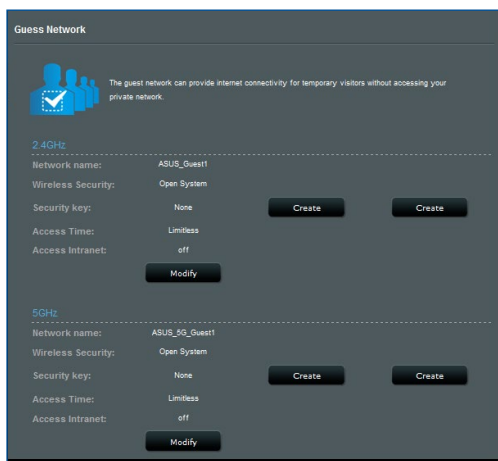 Guess Network
The guest network can provide internet connectivity for temporary visitors without accessing your
private network.
2.4GHz
Network name: ASUS_Guest1
Wireless Security: Open System
Security key: None Create Create
Access Time: Limitless
Access Intranet: off
Modify
5GHz
Network name: ASUS_5G_Guest1
Wireless Security: Open System
Security key: None Create Create
Access Time: Limitless
Access Intranet: off
Modify